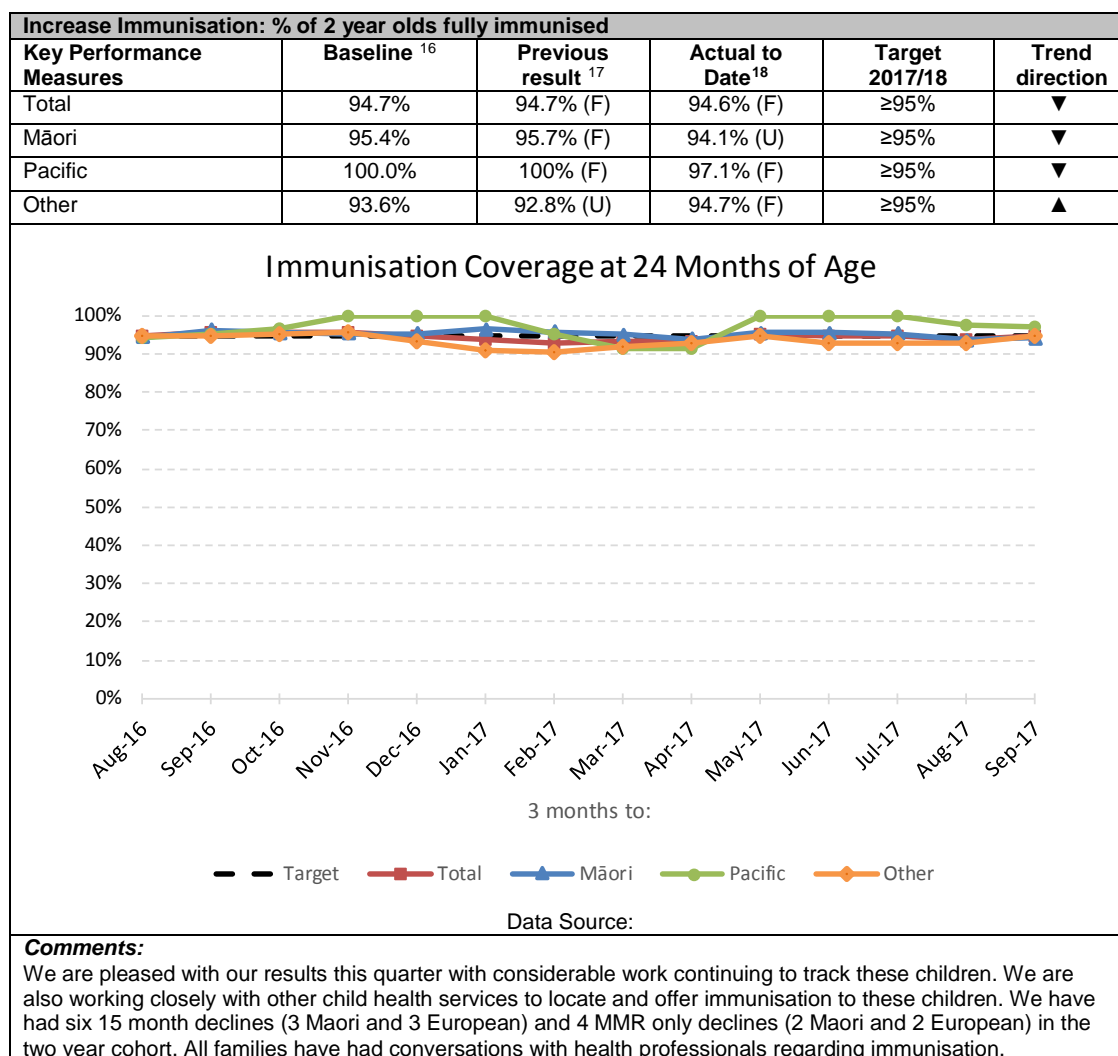 Increase Immunisation: % of 2 year olds fully immunised
Key Performance Measures Baseline 16 Previous result 17 Actual to Date18 Target 2017/18 Trend direction
Total 94.7% 94.7% (F) 94.6% (F) ≥95% ▼
Māori 95.4% 95.7% (F) 94.1% (U) ≥95% ▼
Pacific 100.0% 100% (F) 97.1% (F) ≥95% ▼
Other 93.6% 92.8% (U) 94.7% (F) ≥95% ▲
Immunisation Coverage at 24 Months of Age
100%
90%
80%
70%
60%
50%
40%
30%
20%
10%
0%
Aug-16 Sep-16 Oct-16 Nov-16 Dec-16 Jan-17 Feb-17 Mar-17 Apr-17 May-17 Jun-17 Jul-17 Aug-17 Sep-17
3 months to:
Target Total Māori Pacific Other
Data Source:
Comments:
We are pleased with our results this quarter with considerable work continuing to track these children. We are
also working closely with other child health services to locate and offer immunisation to these children. We have
had six 15 month declines (3 Maori and 3 European) and 4 MMR only declines (2 Maori and 2 European) in the
two year cohort. All families have had conversations with health professionals regarding immunisation.